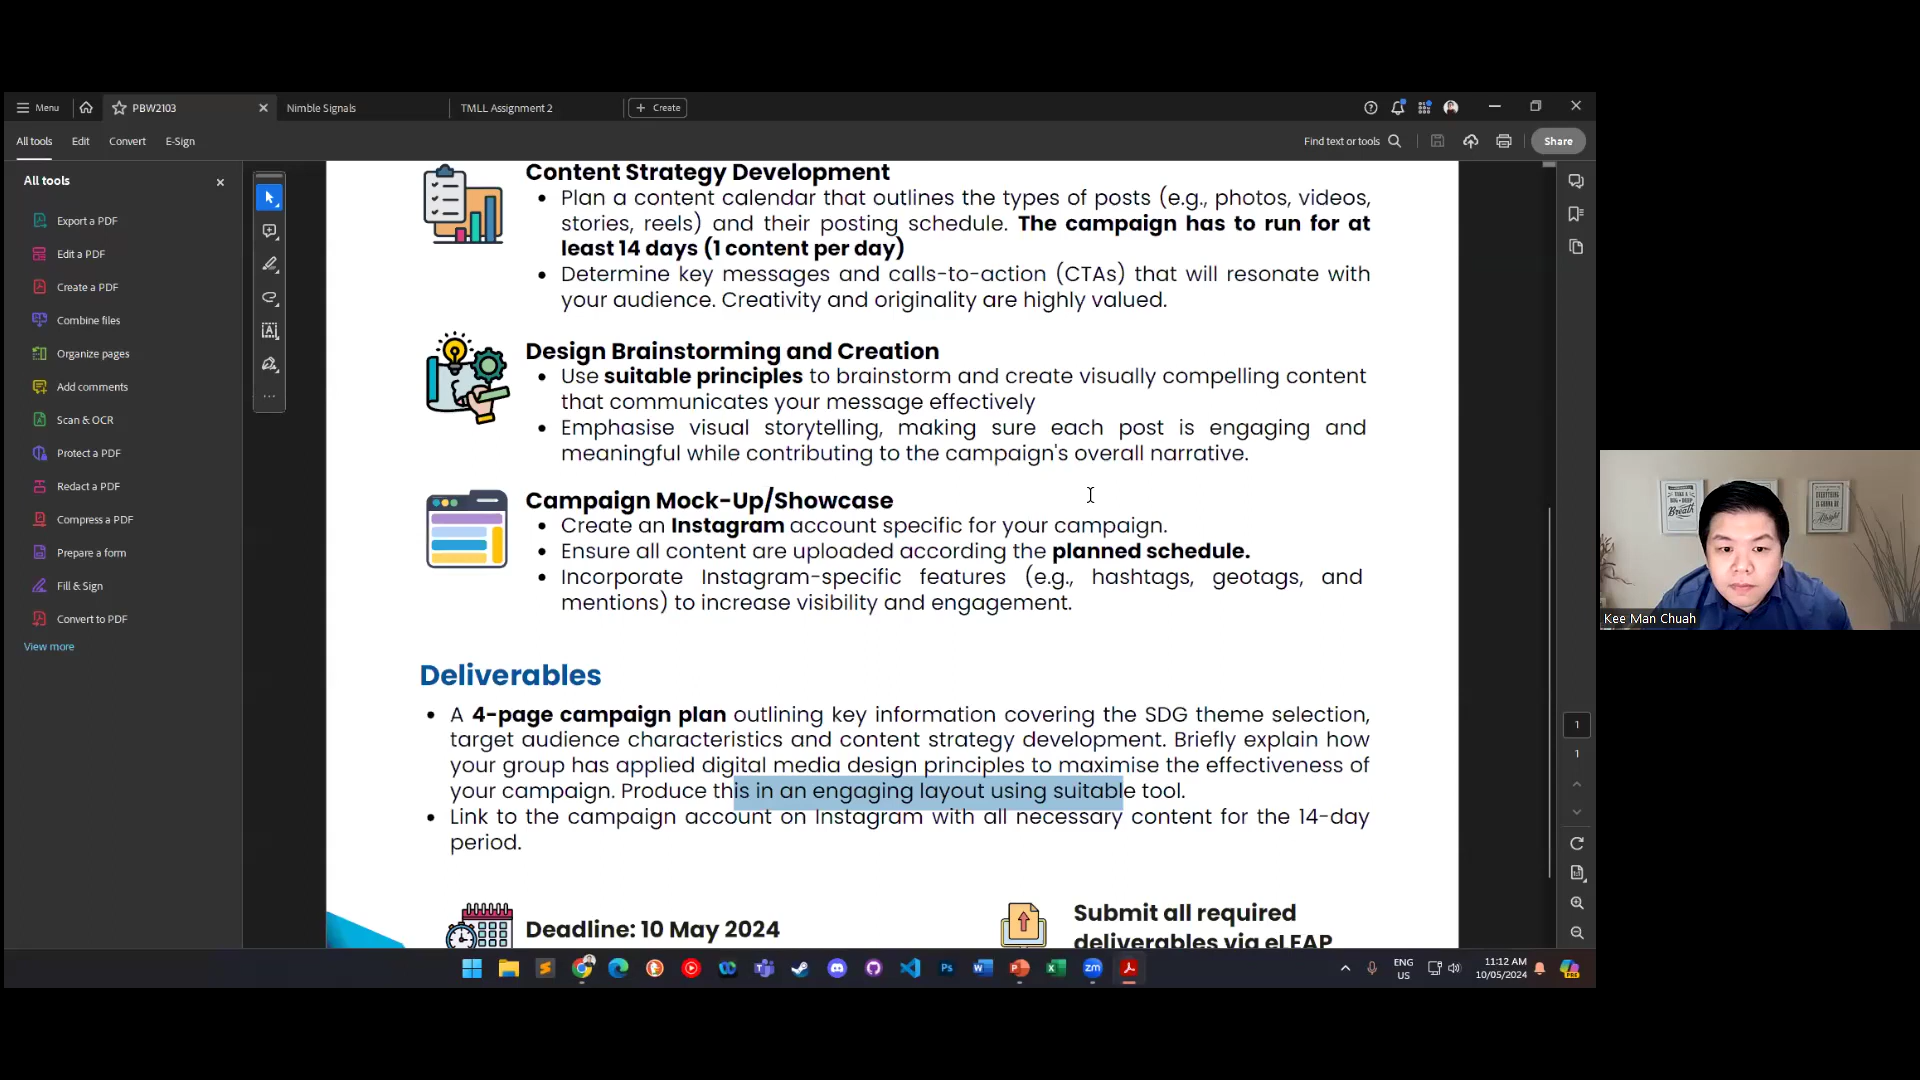 Menu
PBW2103
Nimble Signals
TMLL Assignment 2
+ Create
All tools
Edit
Convert
E-Sign
Find text or tools
Share
All tools
Export a PDF
Edit a PDF
Create a PDF
Combine files
Organize pages
Add comments
Scan & OCR
Protect a PDF
Redact a PDF
Compress a PDF
Prepare a form
Fill & Sign
Convert to PDF
View more
Content Strategy Development
• Plan a content calendar that outlines the types of posts (e.g., photos, videos,
stories, reels) and their posting schedule. The campaign has to run for at
least 14 days (1 content per day)
• Determine key messages and calls-to-action (CTAs) that will resonate with
your audience. Creativity and originality are highly valued.
Design Brainstorming and Creation
• Use suitable principles to brainstorm and create visually compelling content
that communicates your message effectively
• Emphasise visual storytelling, making sure each post is engaging and
meaningful while contributing to the campaign's overall narrative.
Campaign Mock-Up/Showcase
• Create an Instagram account specific for your campaign.
• Ensure all content are uploaded according the planned schedule.
• Incorporate Instagram-specific features (e.g., hashtags, geotags, and
mentions) to increase visibility and engagement.
Deliverables
• A 4-page campaign plan outlining key information covering the SDG theme selection,
target audience characteristics and content strategy development. Briefly explain how
your group has applied digital media design principles to maximise the effectiveness of
your campaign. Produce this in an engaging layout using suitable tool.
• Link to the campaign account on Instagram with all necessary content for the 14-day
period.
Deadline: 10 May 2024
Submit all required
deliverables via eLEAP
1
1
Kee Man Chuah
Breath
Alright
ENG
US
11:12 AM
10/05/2024